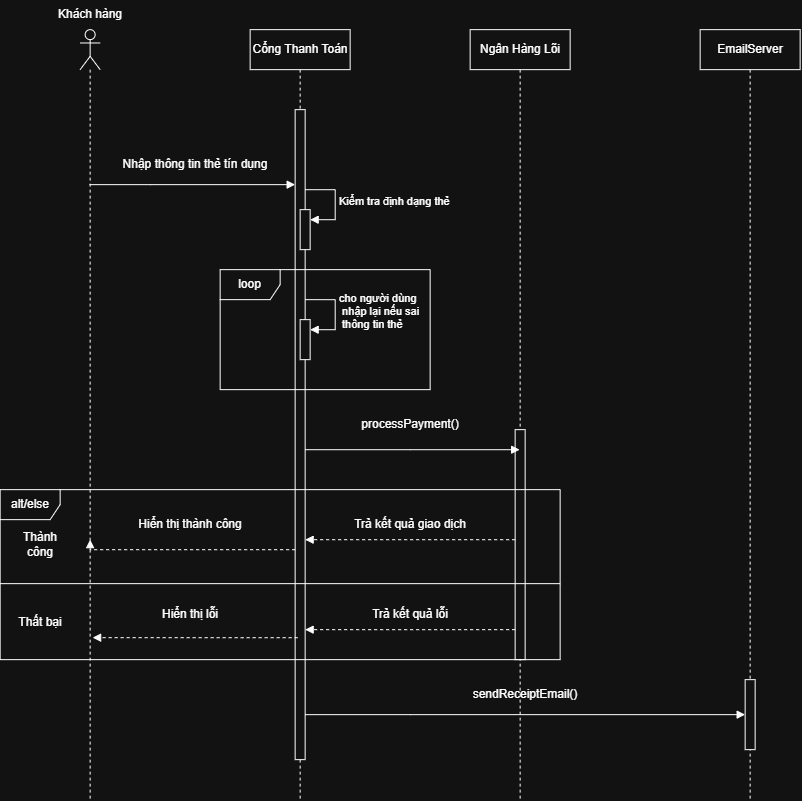 Khách hàng
Cổng Thanh Toán
Ngân Hàng Lõi
EmailServer
Nhập thông tin thẻ tín dụng
Kiểm tra định dạng thẻ
loop
cho người dùng
nhập lại nếu sai
thông tin thẻ
processPayment()
alt/else
Hiển thị thành công
Trả kết quả giao dịch
Thành
công
Hiển thị lỗi
Trả kết quả lỗi
Thất bại
sendReceiptEmail()